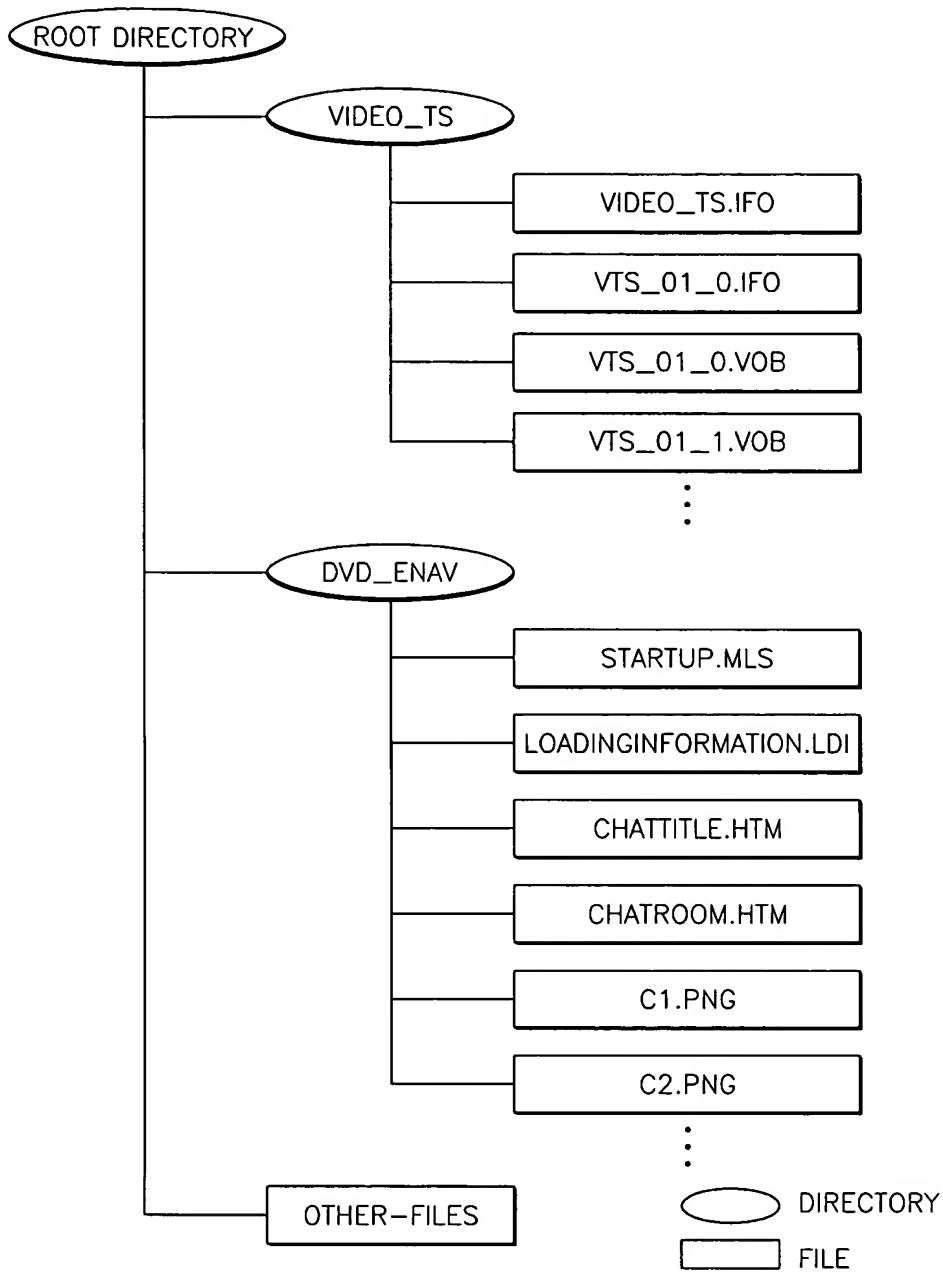 ROOT DIRECTORY
VIDEO_TS
VIDEO_TS.IFO
VTS_01_0.IFO
VTS_01_0.VOB
VTS_01_1.VOB
DVD_ENAV
STARTUP.MLS
LOADINGINFORMATION.LDI
CHATTITLE.HTM
CHATROOM.HTM
C1.PNG
C2.PNG
OTHER-FILES
DIRECTORY
FILE